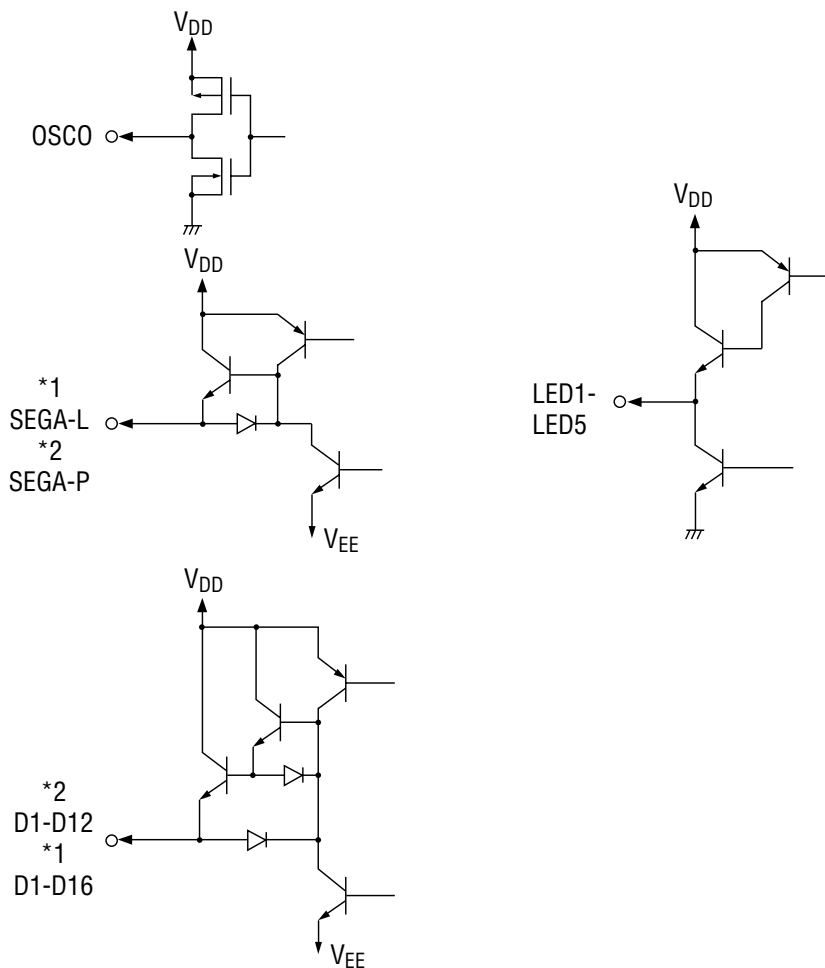 VDD
OSCO
VDD
*1
SEGA-L
*2
SEGA-P
VEE
VDD
LED1-
LED5
VDD
*2
D1-D12
*1
D1-D16
VEE